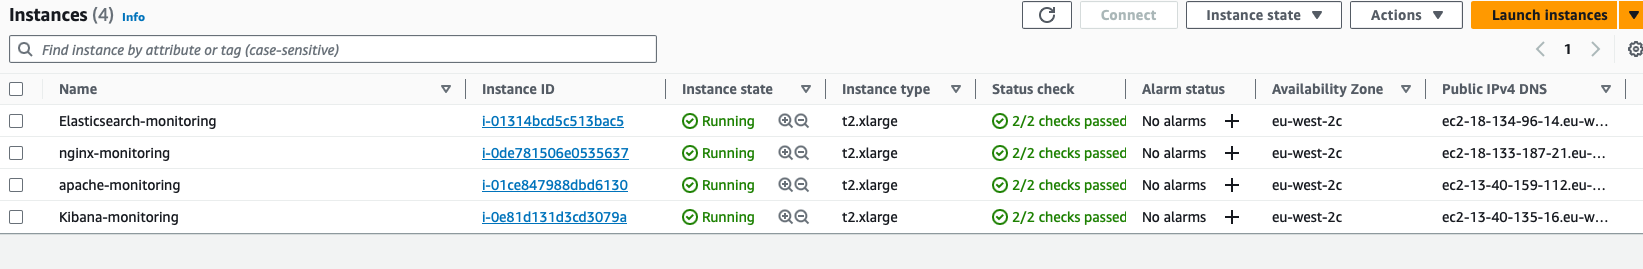 Instances (4) Info Connect Instance state Actions Launch instances
Find instance by attribute or tag (case-sensitive) 1
Name Instance ID Instance state Instance type Status check Alarm status Availability Zone Public IPv4 DNS
Elasticsearch-monitoring i-01314bcd5c513bac5 Running t2.xlarge 2/2 checks passed No alarms + eu-west-2c ec2-18-134-96-14.eu-w...
nginx-monitoring i-0de781506e0535637 Running t2.xlarge 2/2 checks passed No alarms + eu-west-2c ec2-18-133-187-21.eu-...
apache-monitoring i-01ce847988dbd6130 Running t2.xlarge 2/2 checks passed No alarms + eu-west-2c ec2-13-40-159-112.eu-...
Kibana-monitoring i-0e81d131d3cd3079a Running t2.xlarge 2/2 checks passed No alarms + eu-west-2c ec2-13-40-135-16.eu-w...